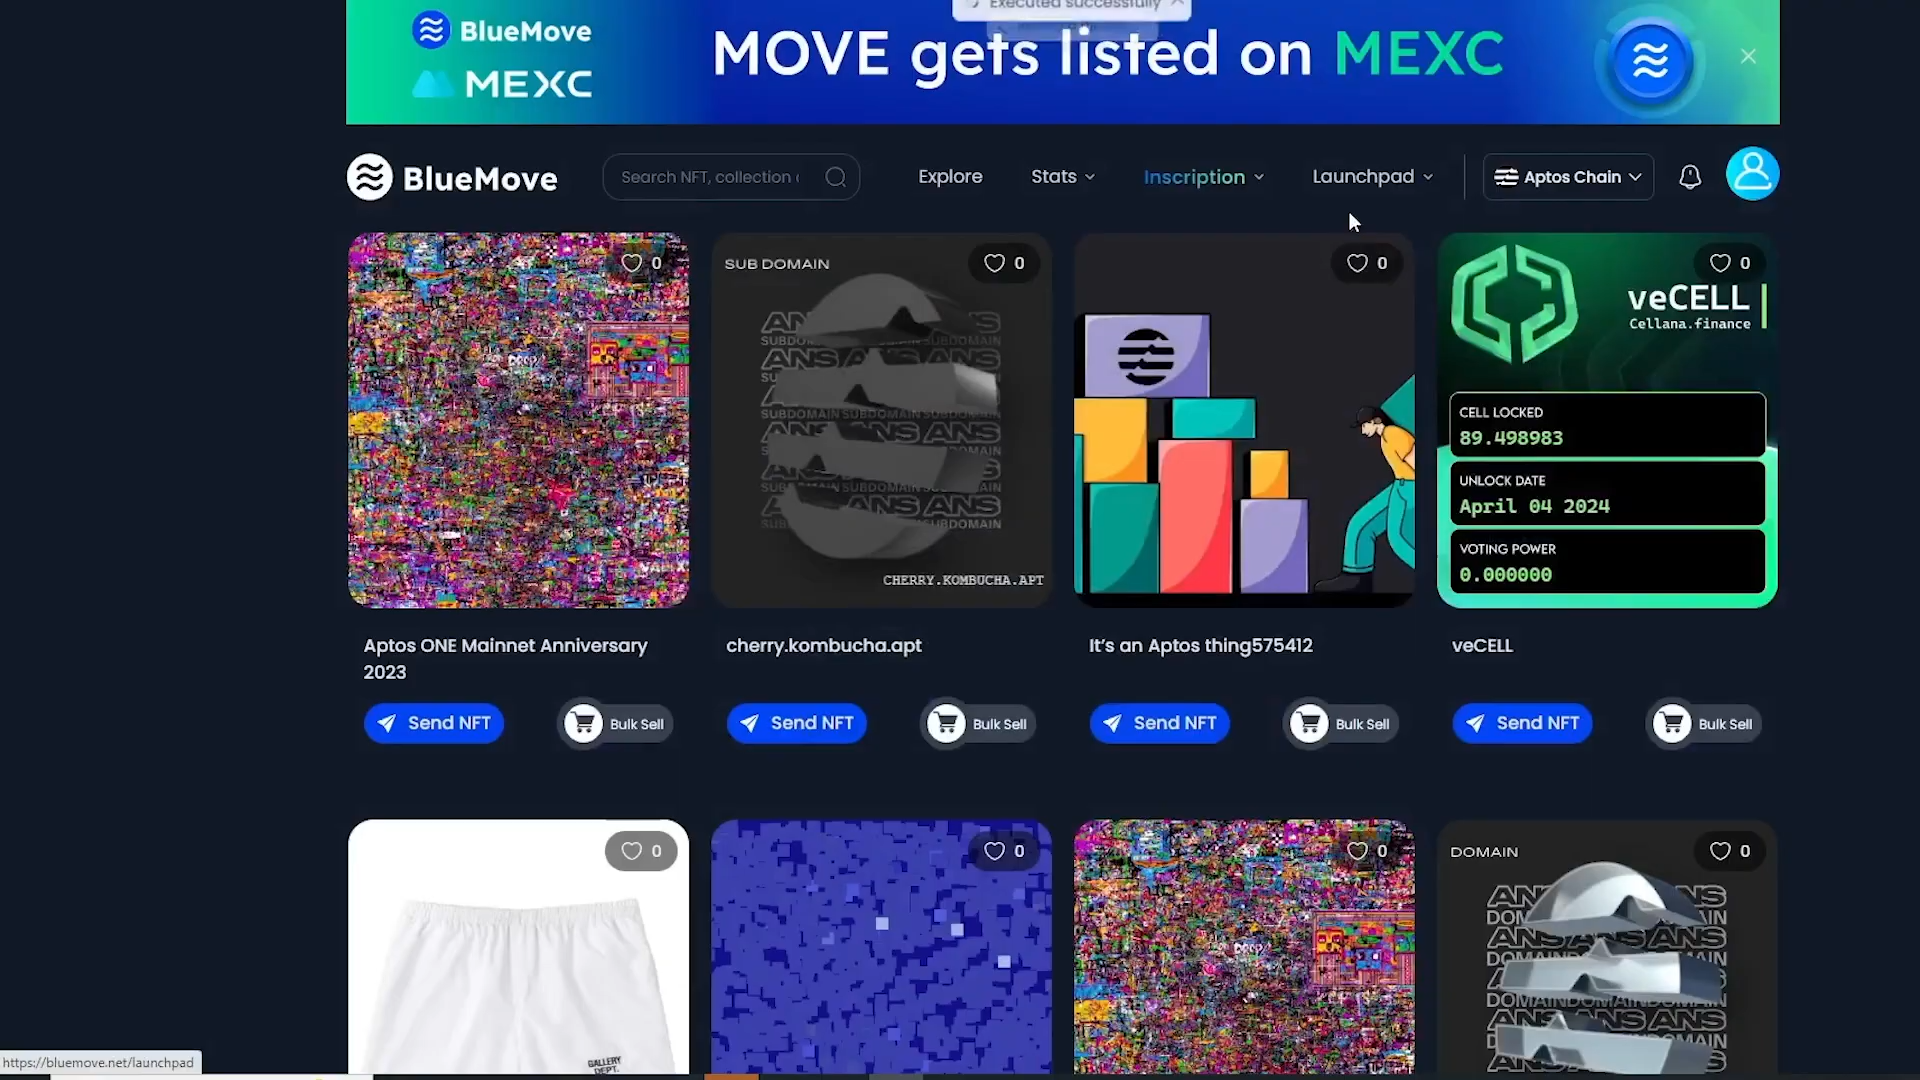 Executed successfully
BlueMove
MEXC
MOVE gets listed on MEXC
BlueMove
Search NFT, collection
Explore
Stats
Inscription
Launchpad
Aptos Chain
0
SUB DOMAIN
0
0
0
veCELL
Cellana.finance
CELL LOCKED
89.498983
UNLOCK DATE
April 04 2024
VOTING POWER
0.000000
CHERRY.KOMBUCHA.APT
Aptos ONE Mainnet Anniversary
2023
cherry.kombucha.apt
It's an Aptos thing575412
veCELL
Send NFT
Bulk Sell
Send NFT
Bulk Sell
Send NFT
Bulk Sell
Send NFT
Bulk Sell
0
0
0
DOMAIN
0
GALLERY
DEPT.
https://bluemove.net/launchpad